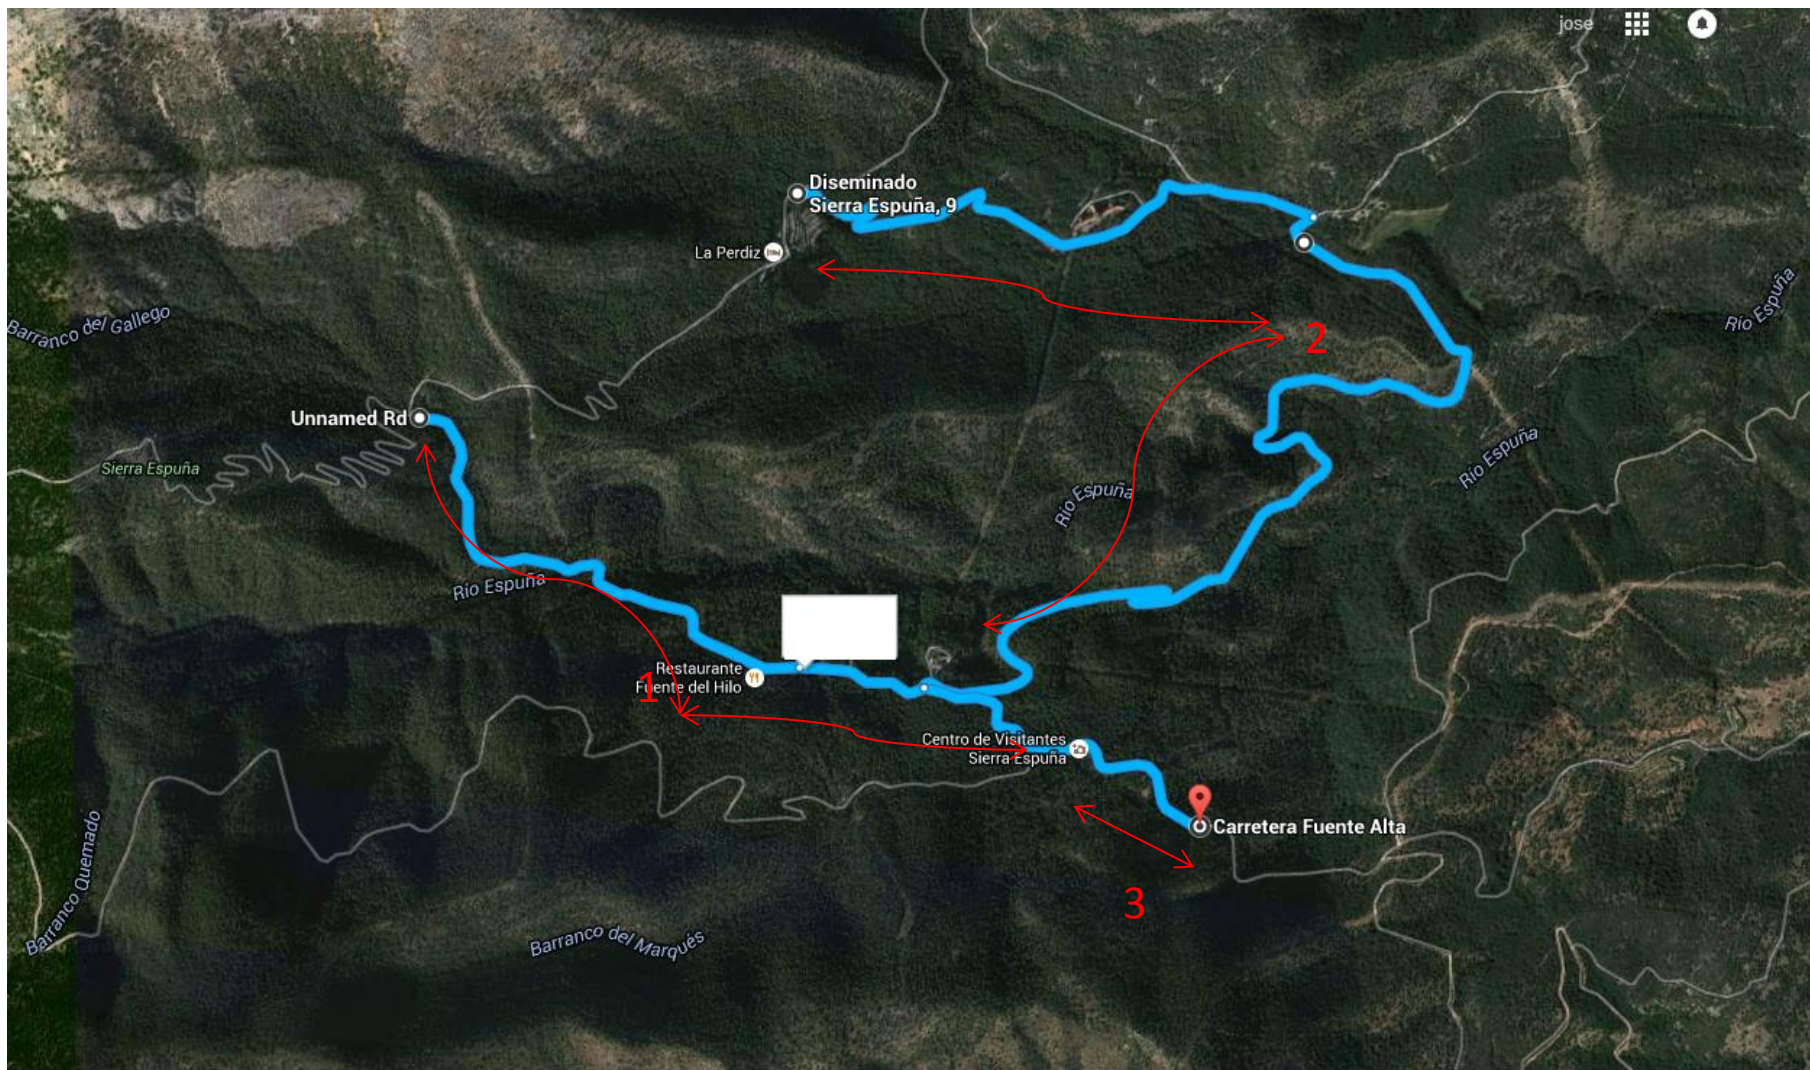 jose
Diseminado
Sierra Espuña, 9
La Perdiz
Barranco del Gallego
Río Espuña
2
Unnamed Rd
Sierra Espuña
Río Espuña
Río Espuña
Río Espuña
Restaurante
Fuente del Hilo
1
Centro de Visitantes
Sierra Espuña
Carretera Fuente Alta
3
Barranco Quemado
Barranco del Marqués